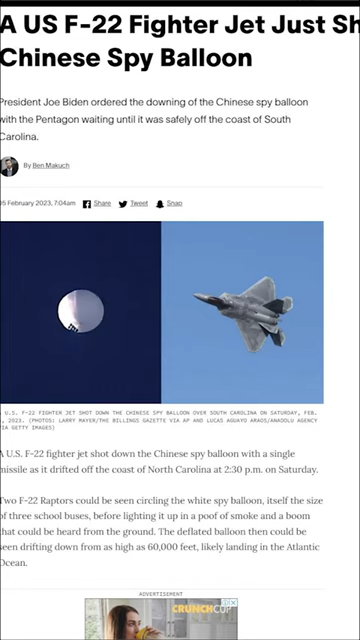 A US F-22 Fighter Jet Just Sh
Chinese Spy Balloon
President Joe Biden ordered the downing of the Chinese spy balloon
with the Pentagon waiting until it was safely off the coast of South
Carolina.
By Ben Makuch
05 February 2023, 7:04am Share Tweet Snap
A U.S. F-22 FIGHTER JET SHOT DOWN THE CHINESE SPY BALLOON OVER SOUTH CAROLINA ON SATURDAY, FEB.
, 2023. (PHOTOS: LARRY MAYER/THE BILLINGS GAZETTE VIA AP AND LUCAS AGUAYO ARAOS/ANADOLU AGENCY
VIA GETTY IMAGES)
A U.S. F-22 fighter jet shot down the Chinese spy balloon with a single
missile as it drifted off the coast of North Carolina at 2:30 p.m. on Saturday.
Two F-22 Raptors could be seen circling the white spy balloon, itself the size
of three school buses, before lighting it up in a poof of smoke and a boom
that could be heard from the ground. The deflated balloon then could be
seen drifting down from as high as 60,000 feet, likely landing in the Atlantic
Ocean.
ADVERTISEMENT
CRUNCHCUP